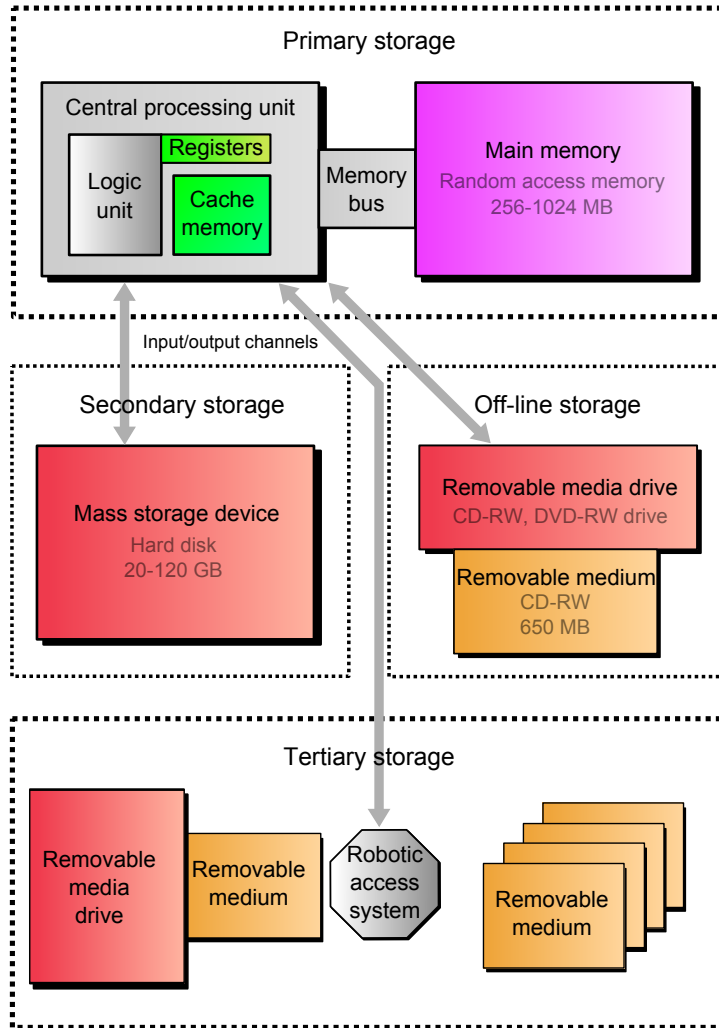 Primary storage
Central processing unit
Registers
Logic
unit
Cache
memory
Memory
bus
Main memory
Random access memory
256-1024 MB
Input/output channels
Secondary storage
Mass storage device
Hard disk
20-120 GB
Off-line storage
Removable media drive
CD-RW, DVD-RW drive
Removable medium
CD-RW
650 MB
Tertiary storage
Removable
media
drive
Removable
medium
Robotic
access
system
Removable
medium